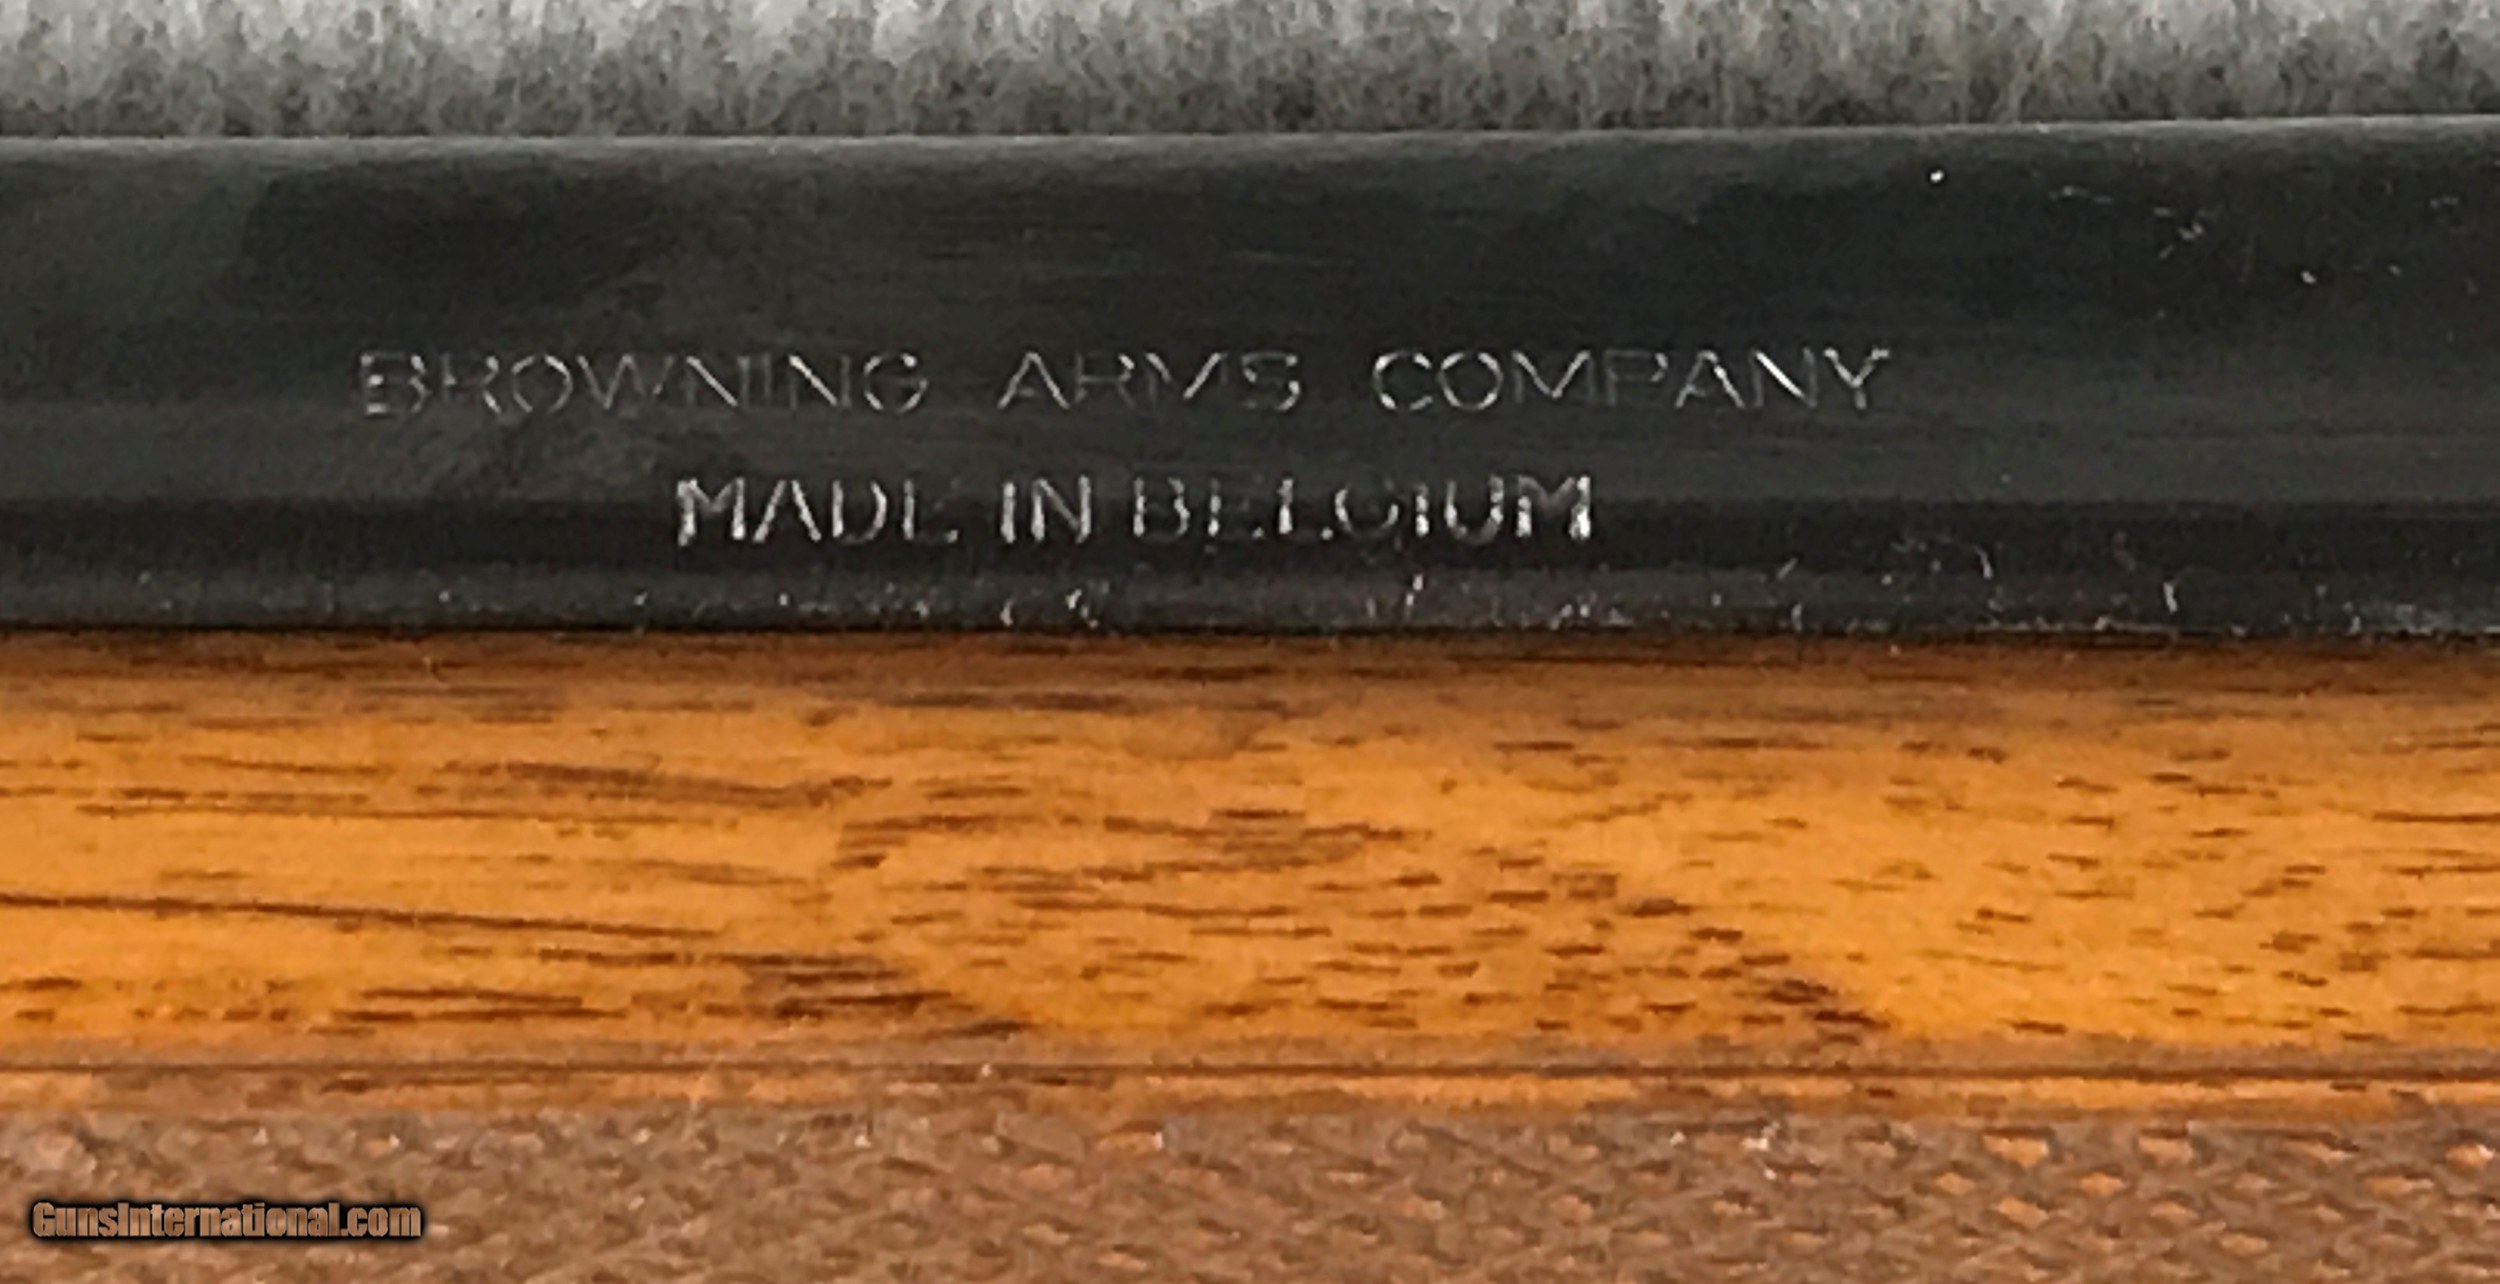 BROWNING ARMS COMPANY
MADE IN BELGIUM
GunsInternational.com